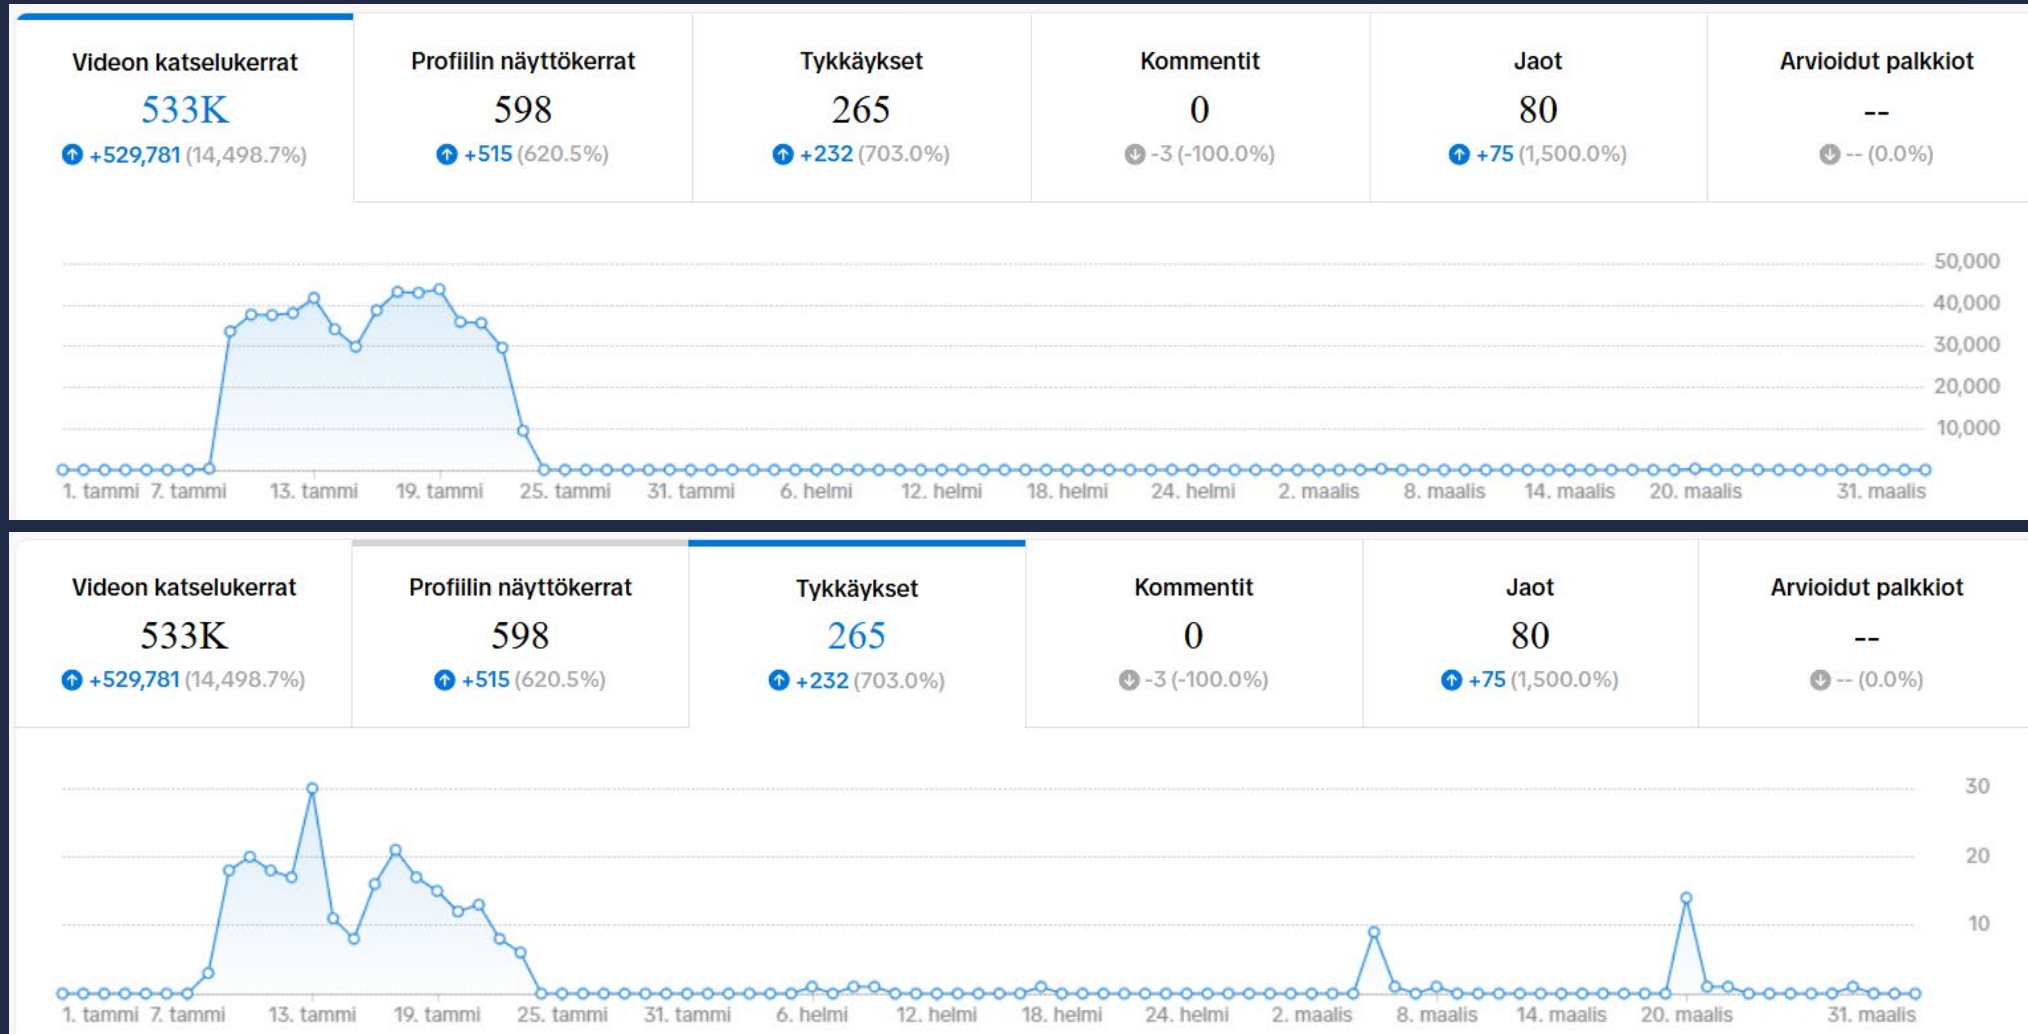 Videon katselukerrat Profiilin näyttökerrat Tykkäykset Kommentit Jaot Arvioidut palkkiot
533K 598 265 0 80 --
+529,781 (14,498.7%) +515 (620.5%) +232 (703.0%) -3 (-100.0%) +75 (1,500.0%) -- (0.0%)
50,000
40,000
30,000
20,000
10,000
1. tammi 7. tammi 13. tammi 19. tammi 25. tammi 31. tammi 6. helmi 12. helmi 18. helmi 24. helmi 2. maalis 8. maalis 14. maalis 20. maalis 31. maalis
Videon katselukerrat Profiilin näyttökerrat Tykkäykset Kommentit Jaot Arvioidut palkkiot
533K 598 265 0 80 --
+529,781 (14,498.7%) +515 (620.5%) +232 (703.0%) -3 (-100.0%) +75 (1,500.0%) -- (0.0%)
30
20
10
1. tammi 7. tammi 13. tammi 19. tammi 25. tammi 31. tammi 6. helmi 12. helmi 18. helmi 24. helmi 2. maalis 8. maalis 14. maalis 20. maalis 31. maalis